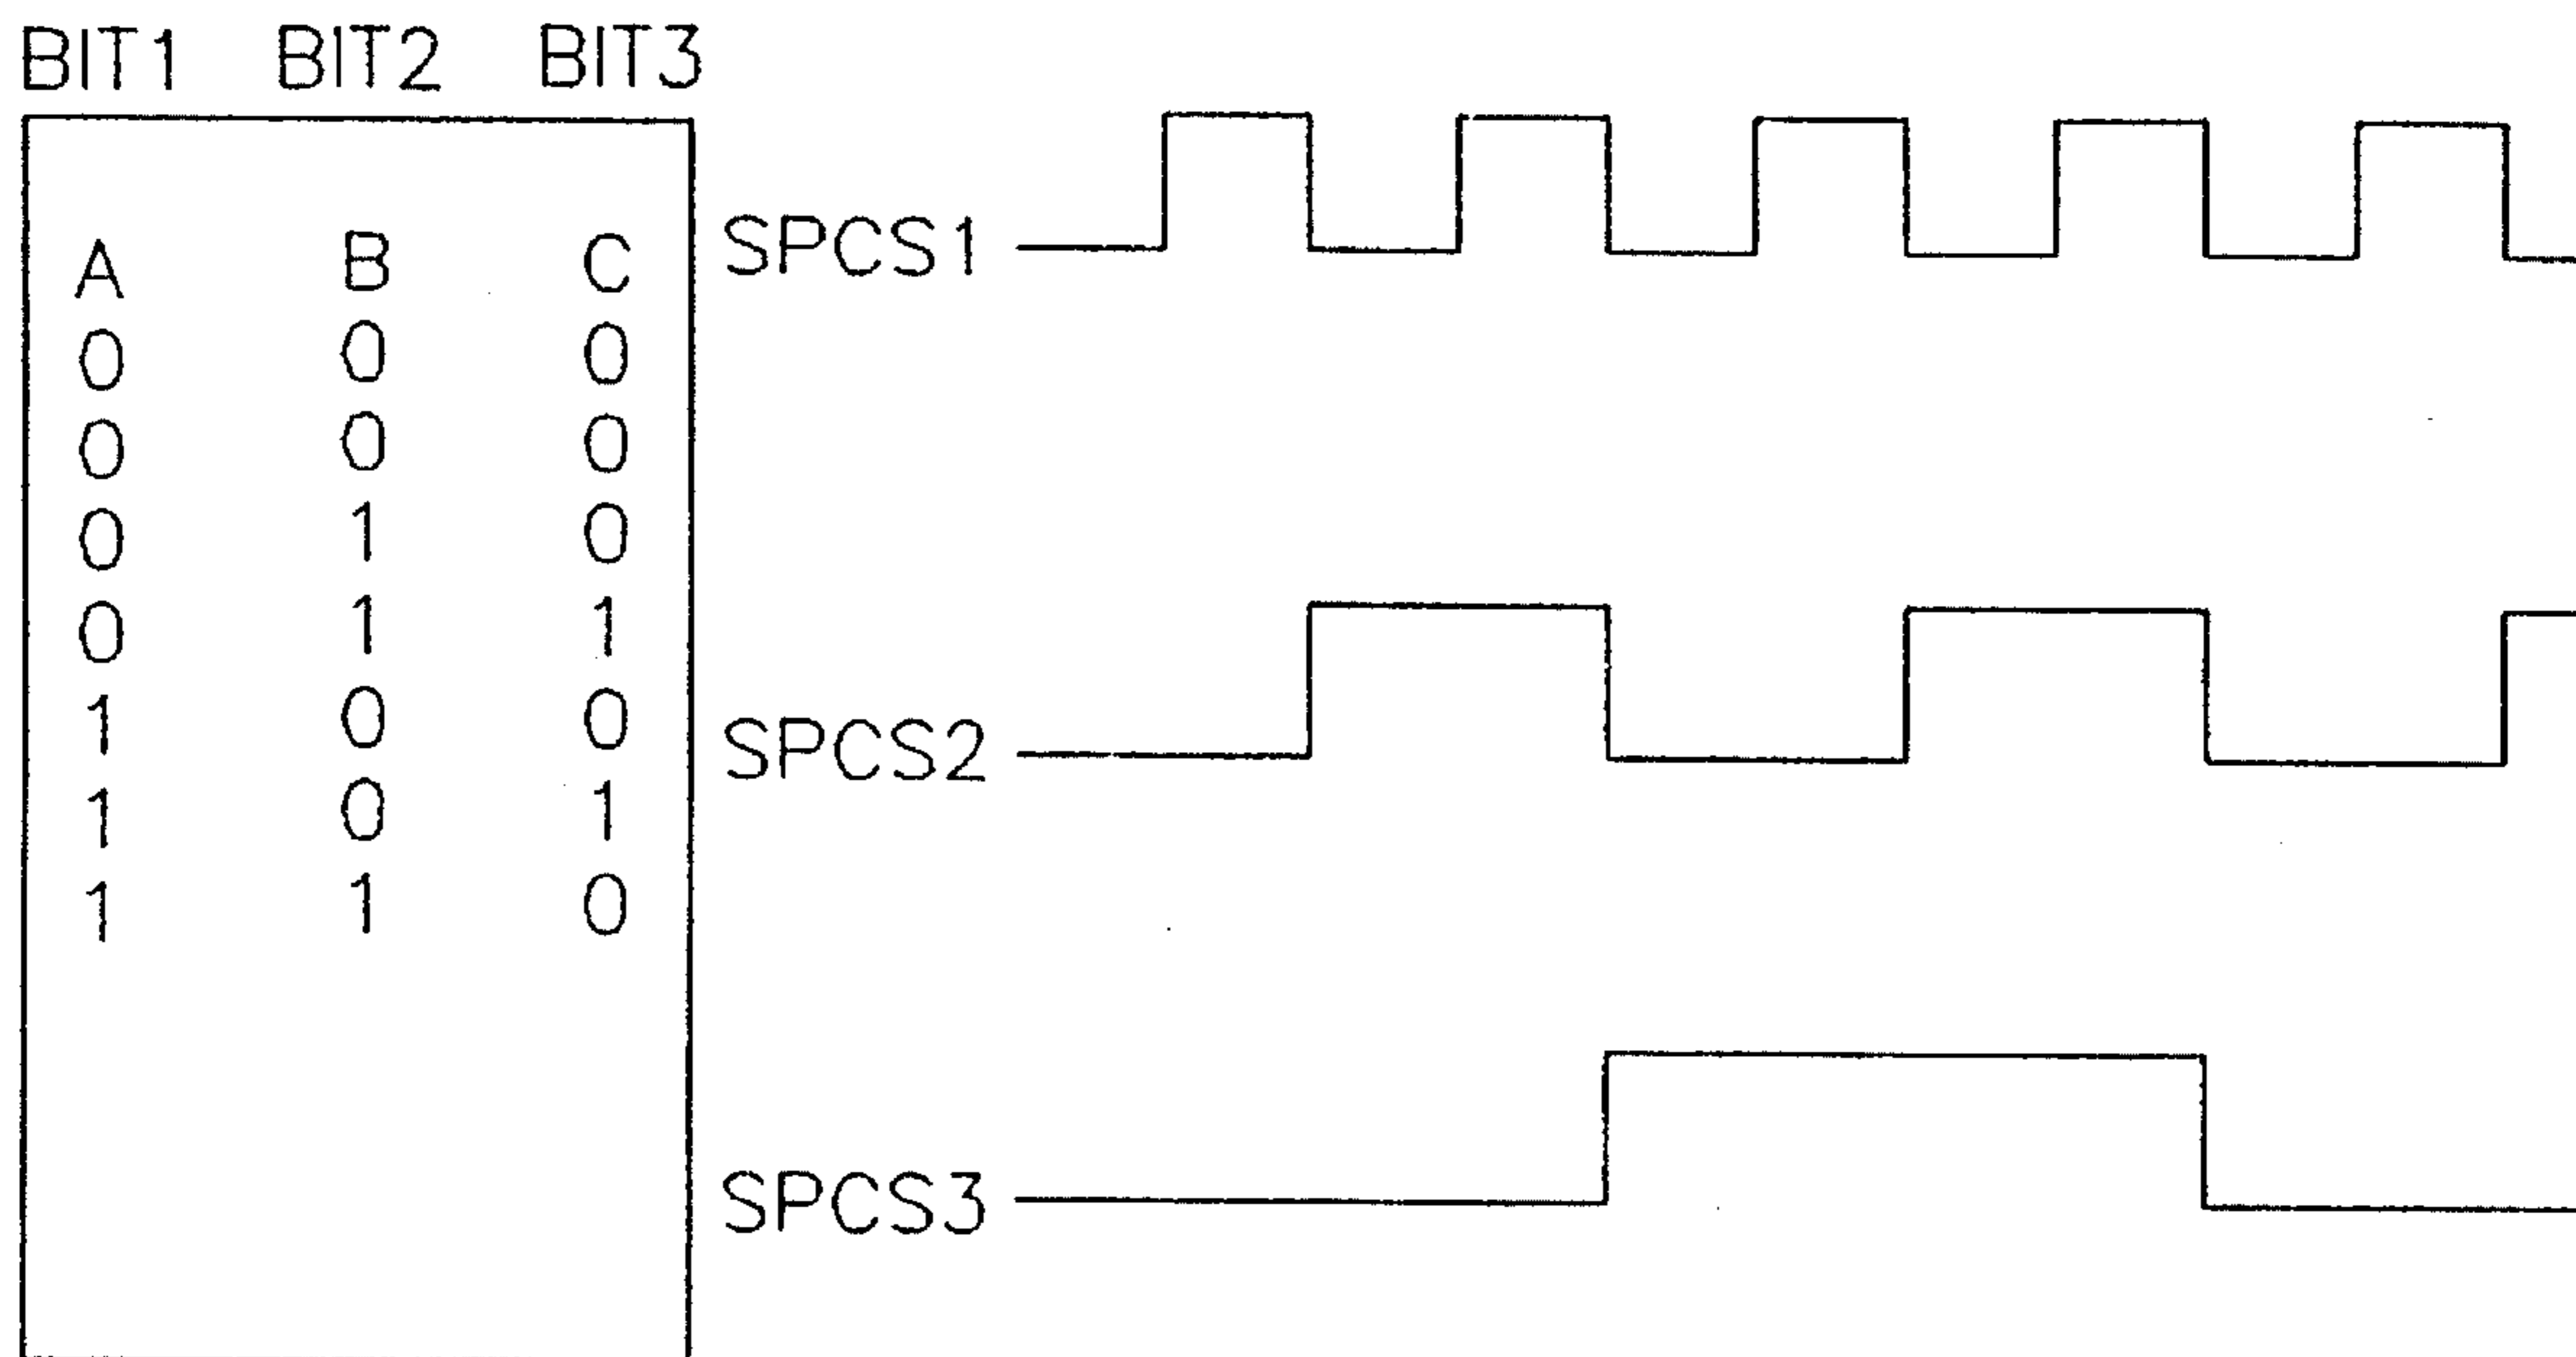 BIT1 BIT2 BIT3
A B C
0 0 0
0 0 0
0 1 0
0 1 1
1 0 0
1 0 1
1 1 0
SPCS1
SPCS2
SPCS3